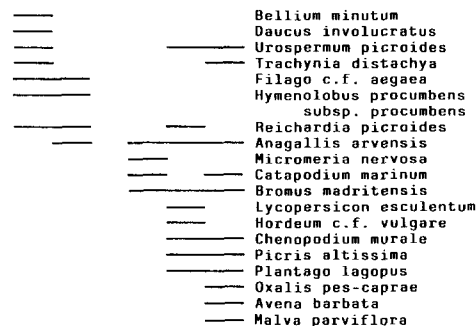 Bellium minutum
Daucus involucratus
Urospermum picroides
Trachynia distachya
Filago c.f. aegaea
Hymenolobus procumbens
subsp. procumbens
Reichardia picroides
Anagallis arvensis
Micromeria nervosa
Catapodium marinum
Bromus madritensis
Lycopersicon esculentum
Hordeum c.f. vulgare
Chenopodium murale
Picris altissima
Plantago lagopus
Oxalis pes-caprae
Avena barbata
Malva parviflora